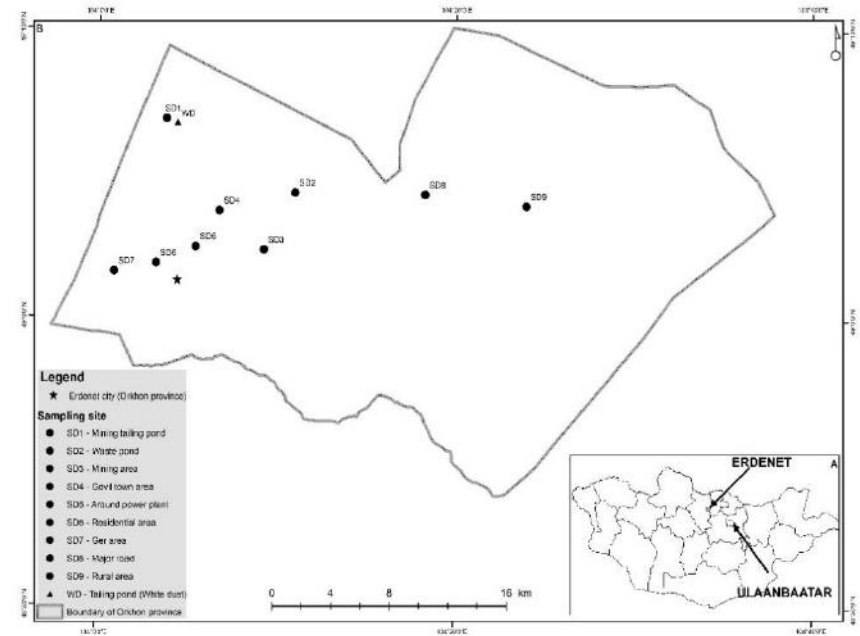 B
SD1
WD
SD2
SD8
SD4
SD9
SD5
SD3
SD6
SD7
Legend
Erdenet city (Orkhon province)
Sampling site
SD1 - Mining tailing pond
SD2 - Waste pond
SD3 - Mining area
SD4 - Govil town area
SD5 - Around power plant
SD6 - Residential area
SD7 - Ger area
SD8 - Major road
SD9 - Rural area
WD - Tailing pond (White dust)
Boundary of Orkhon province
0 4 8 12 16 km
ERDENET
A
ULAANBAATAR